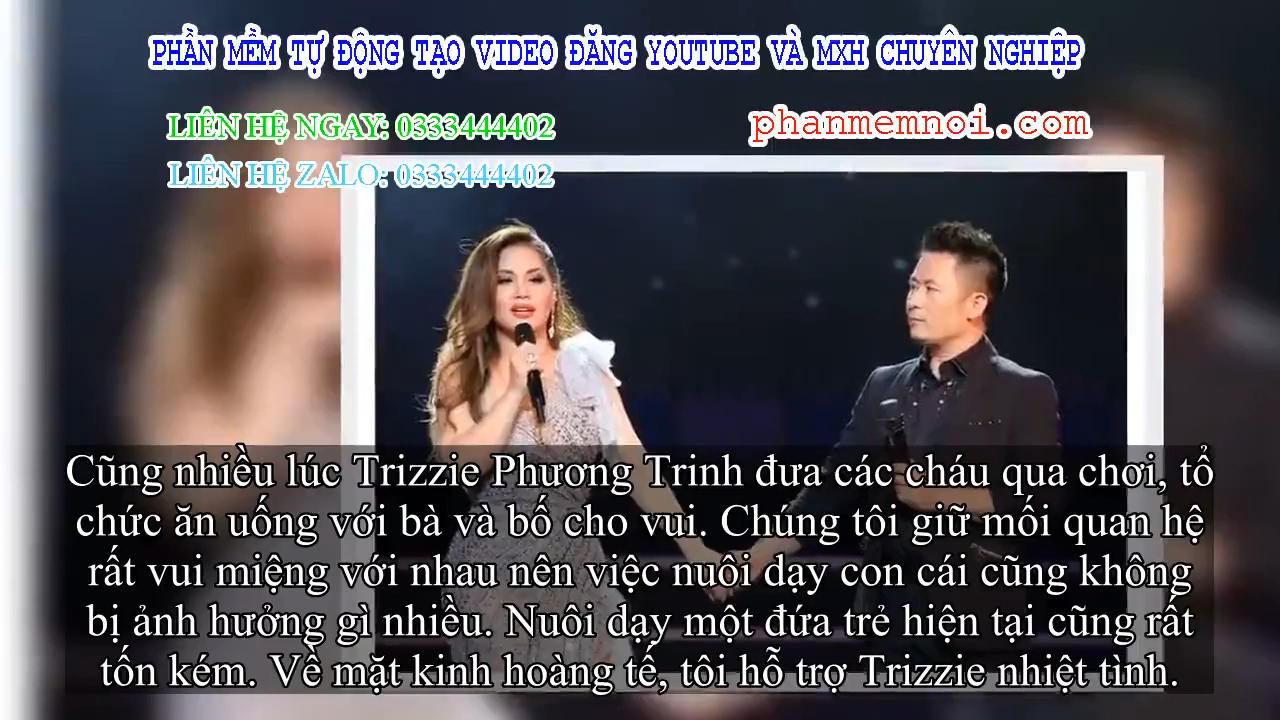 PHẦN MỀM TỰ ĐỘNG TẠO VIDEO ĐĂNG YOUTUBE VÀ MXH CHUYÊN NGHIỆP
LIÊN HỆ NGAY: 0333444402
phanmemnoi.com
LIÊN HỆ ZALO: 0333444402
Cũng nhiều lúc Trizzie Phương Trinh đưa các cháu qua chơi, tổ
chức ăn uống với bà và bố cho vui. Chúng tôi giữ mối quan hệ
rất vui miệng với nhau nên việc nuôi dạy con cái cũng không
bị ảnh hưởng gì nhiều. Nuôi dạy một đứa trẻ hiện tại cũng rất
tốn kém. Về mặt kinh hoàng tế, tôi hỗ trợ Trizzie nhiệt tình.